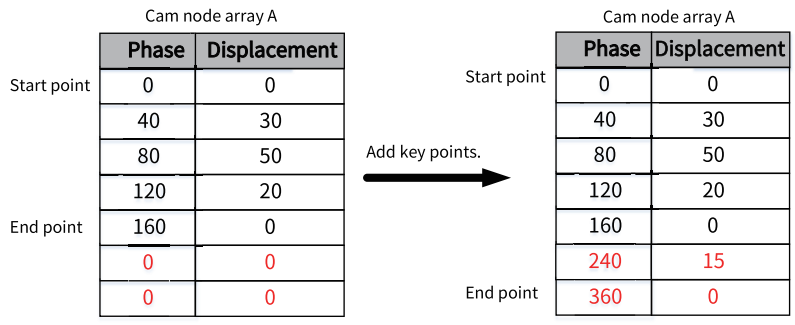 Cam node array A
Phase Displacement
Start point 0 0
40 30
80 50
120 20
End point 160 0
0 0
0 0
Add key points.
Cam node array A
Phase Displacement
Start point 0 0
40 30
80 50
120 20
160 0
240 15
End point 360 0